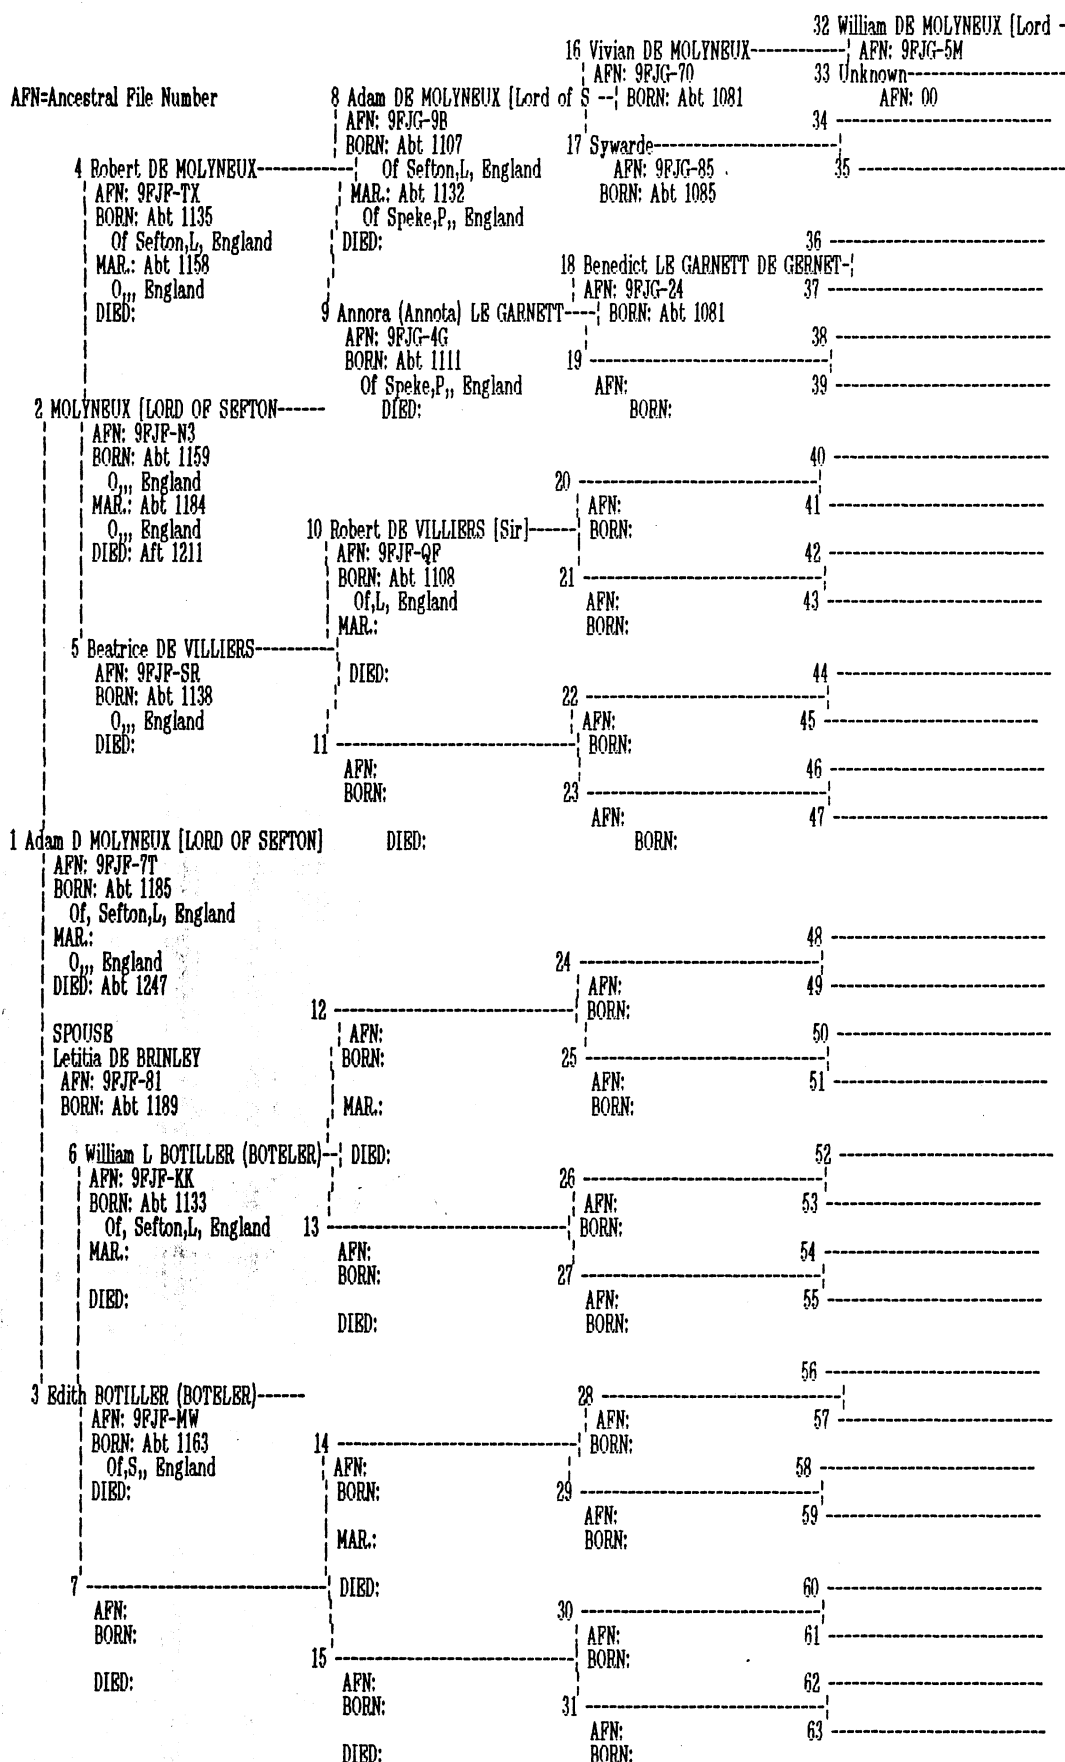 32 William DE MOLYNEUX [Lord -
16 Vivian DE MOLYNEUX------------ AFN: 9FJG-5M
AFN: 9FJG-70 33 Unknown-----------------
AFN=Ancestral File Number 8 Adam DE MOLYNEUX [Lord of S -- BORN: Abt 1081 AFN: 00
AFN: 9FJG-9B 34 -----------------------
BORN: Abt 1107 17 Sywarde--------------------
4 Robert DE MOLYNEUX------------ Of Sefton,L, England AFN: 9FJG-85 35 -----------------------
AFN: 9FJF-TX MAR.: Abt 1132 BORN: Abt 1085
BORN: Abt 1135 Of Speke,P,, England
Of Sefton,L, England DIED: 36 -----------------------
MAR.: Abt 1158 18 Benedict LE GARNETT DE GERNET-
O,,, England AFN: 9FJG-24 37 -----------------------
DIED: 9 Annora (Annota) LE GARNETT---- BORN: Abt 1081
AFN: 9FJG-4G 38 -----------------------
BORN: Abt 1111 19 --------------------------
Of Speke,P,, England AFN: 39 -----------------------
2 MOLYNEUX [LORD OF SEFTON------ DIED: BORN:
AFN: 9FJF-N3
BORN: Abt 1159 40 -----------------------
O,,, England 20 --------------------------
MAR.: Abt 1184 AFN: 41 -----------------------
O,,, England 10 Robert DE VILLIERS [Sir]------ BORN:
DIED: Aft 1211 AFN: 9FJF-QF 42 -----------------------
BORN: Abt 1108 21 --------------------------
Of,L, England AFN: 43 -----------------------
MAR.: BORN:
5 Beatrice DE VILLIERS----------
AFN: 9FJF-SR DIED: 44 -----------------------
BORN: Abt 1138 22 --------------------------
O,,, England AFN: 45 -----------------------
DIED: 11 -------------------------- BORN:
AFN: 46 -----------------------
BORN: 23 --------------------------
AFN: 47 -----------------------
1 Adam D MOLYNEUX [LORD OF SEFTON] DIED: BORN:
AFN: 9FJF-7T
BORN: Abt 1185
Of, Sefton,L, England
MAR.: 48 -----------------------
O,,, England 24 --------------------------
DIED: Abt 1247 AFN: 49 -----------------------
12 -------------------------- BORN:
SPOUSE AFN: 50 -----------------------
Letitia DE BRINLEY BORN: 25 --------------------------
AFN: 9FJF-81 AFN: 51 -----------------------
BORN: Abt 1189 MAR.: BORN:
6 William L BOTILLER (BOTELER)-- DIED: 52 -----------------------
AFN: 9FJF-KK 26 --------------------------
BORN: Abt 1133 AFN: 53 -----------------------
Of, Sefton,L, England 13 -------------------------- BORN:
MAR.: AFN: 54 -----------------------
BORN: 27 --------------------------
DIED: AFN: 55 -----------------------
DIED: BORN:
56 -----------------------
3 Edith BOTILLER (BOTELER)------ 28 --------------------------
AFN: 9FJF-MW AFN: 57 -----------------------
BORN: Abt 1163 14 -------------------------- BORN:
Of,S,, England AFN: 58 -----------------------
DIED: BORN: 29 --------------------------
AFN: 59 -----------------------
MAR.: BORN:
7 -------------------------- DIED: 60 -----------------------
AFN: 30 --------------------------
BORN: AFN: 61 -----------------------
15 -------------------------- BORN:
DIED: AFN: 62 -----------------------
BORN: 31 --------------------------
AFN: 63 -----------------------
DIED: BORN: